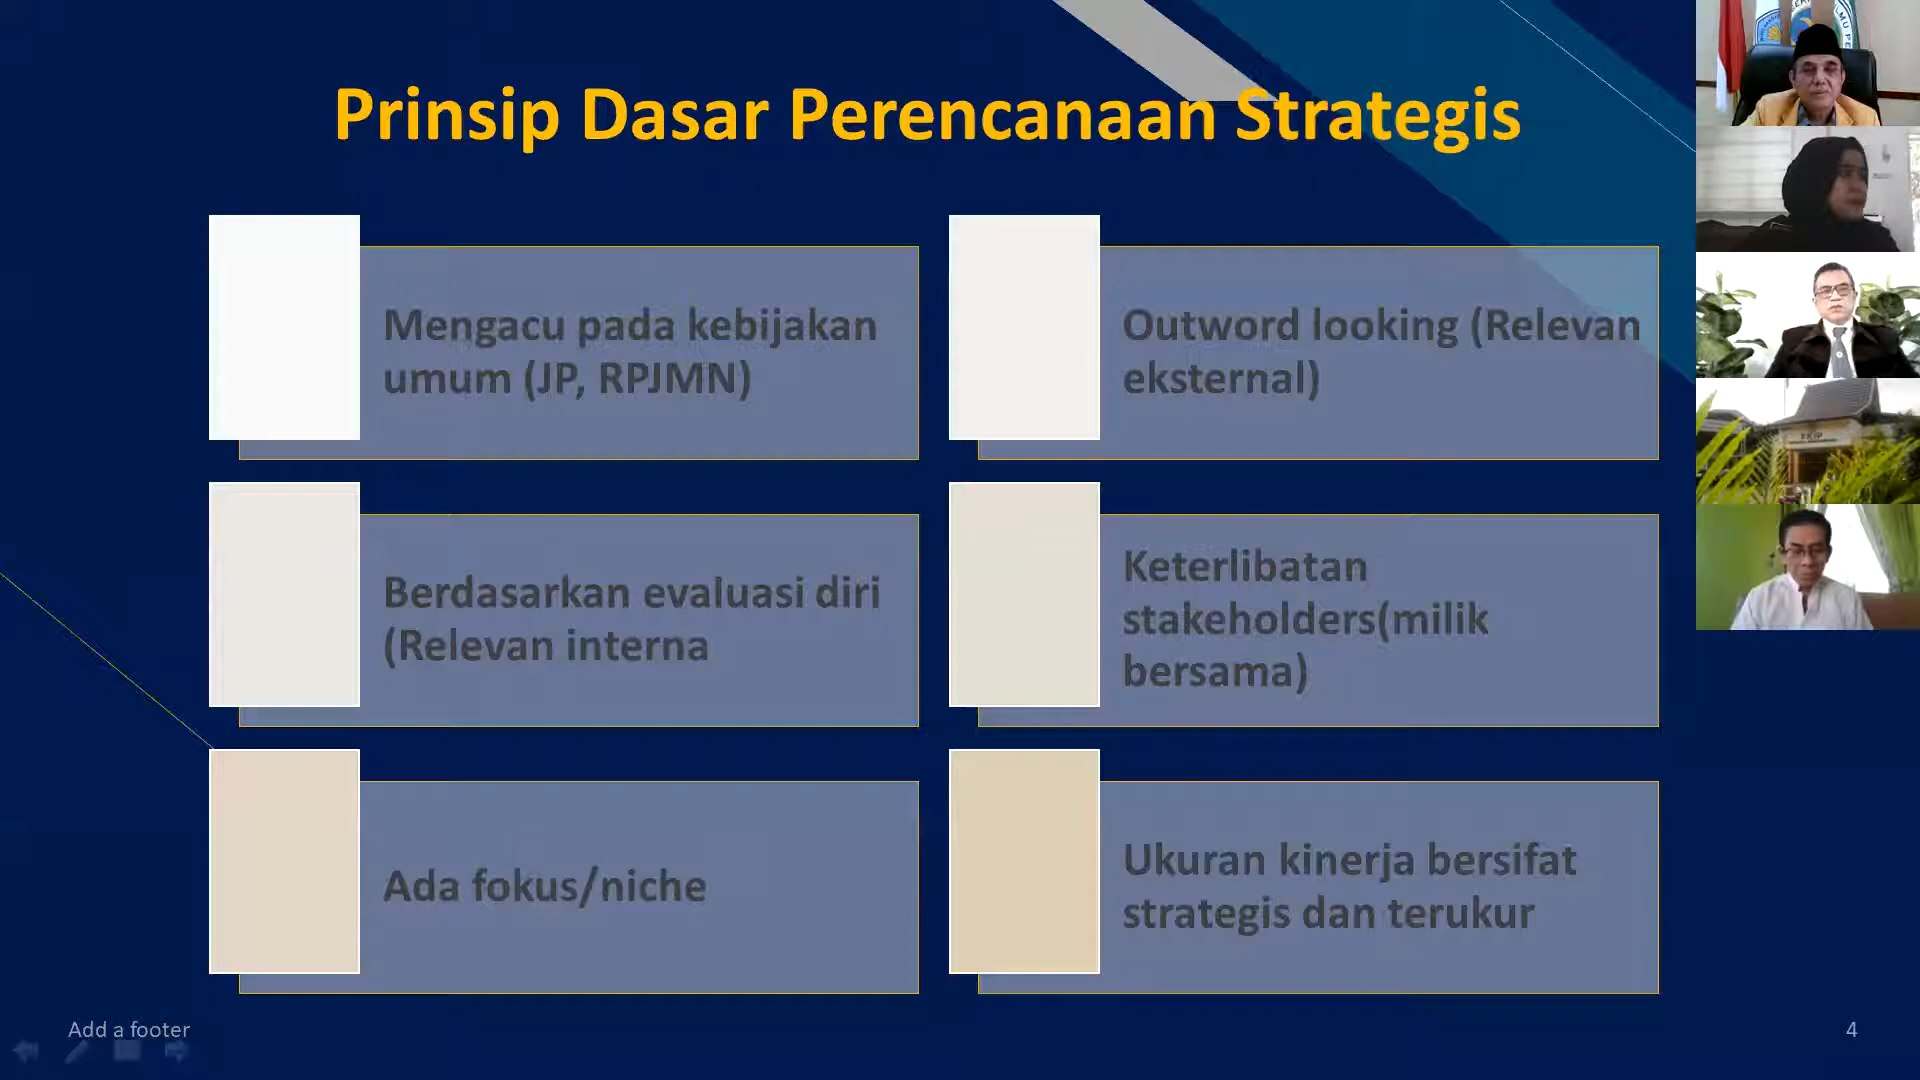 Prinsip Dasar Perencanaan Strategis
Mengacu pada kebijakan
umum (JP, RPJMN)
Outword looking (Relevan
eksternal)
Berdasarkan evaluasi diri
(Relevan interna
Keterlibatan
stakeholders(milik
bersama)
Ada fokus/niche
Ukuran kinerja bersifat
strategis dan terukur
Add a footer
4
FKIP